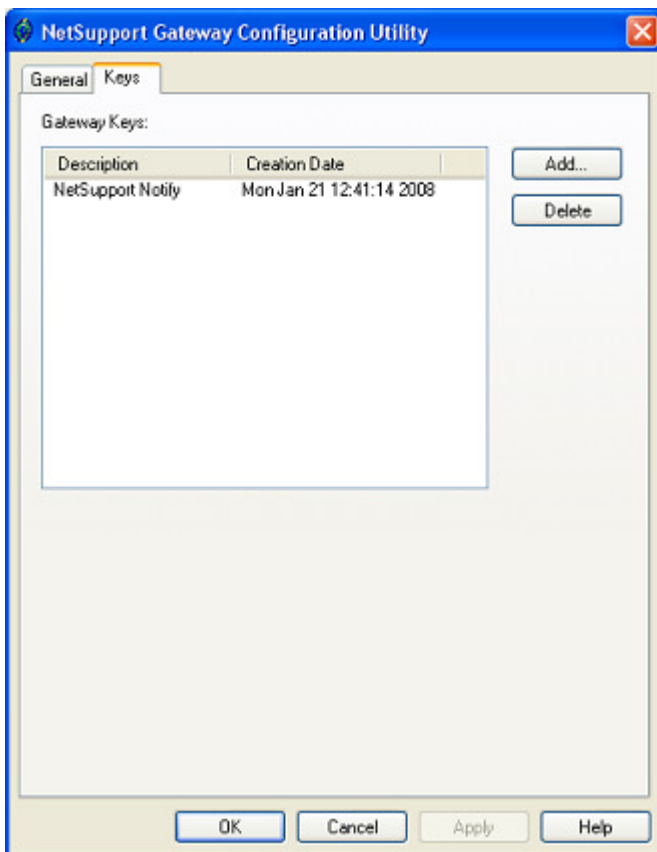 NetSupport Gateway Configuration Utility
General Keys
Gateway Keys:
Description Creation Date
NetSupport Notify Mon Jan 21 12:41:14 2008
Add...
Delete
OK Cancel Apply Help